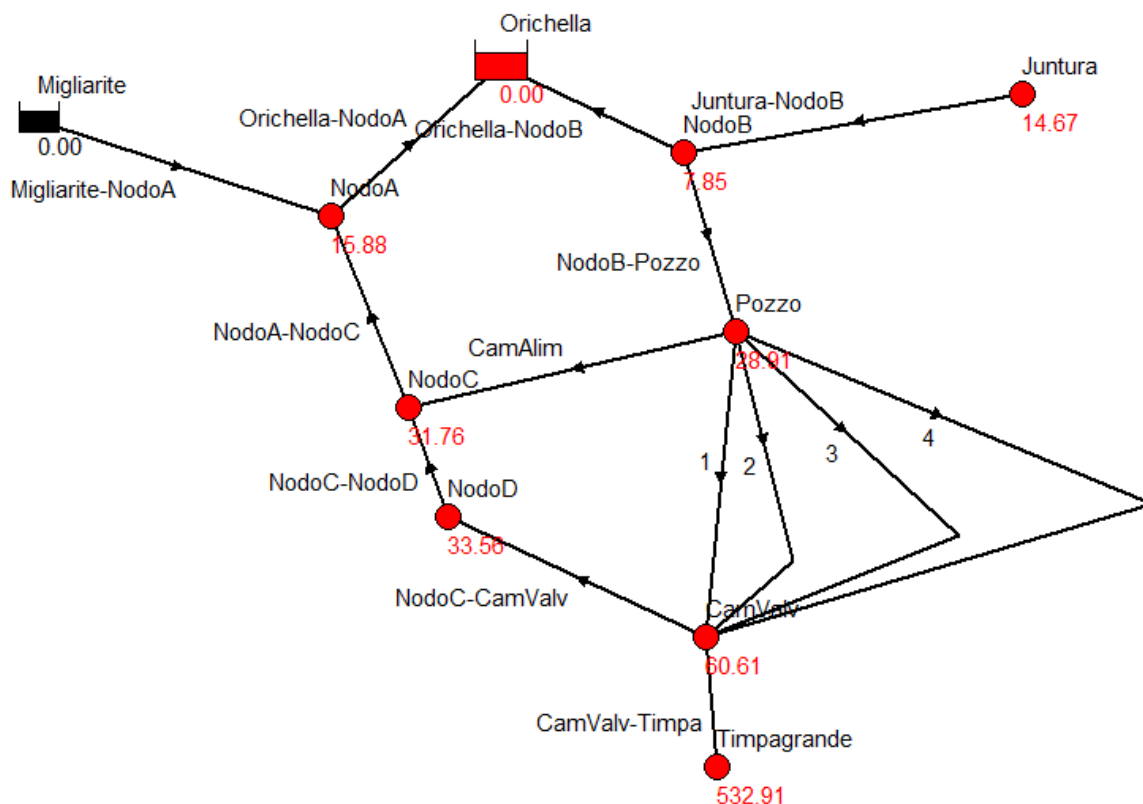 Orichella
Migliarite
Juntura
0.00
Juntura-NodoB
Orichella-NodoA
Orichella-NodoB
NodoB
14.67
0.00
Migliarite-NodoA
NodoA
7.85
15.88
NodoB-Pozzo
Pozzo
NodoA-NodoC
CamAlim
28.91
NodoC
31.76
1
2
3
4
NodoC-NodoD
NodoD
33.56
NodoC-CamValv
CamValv
60.61
CamValv-Timpa
Timpagrande
532.91